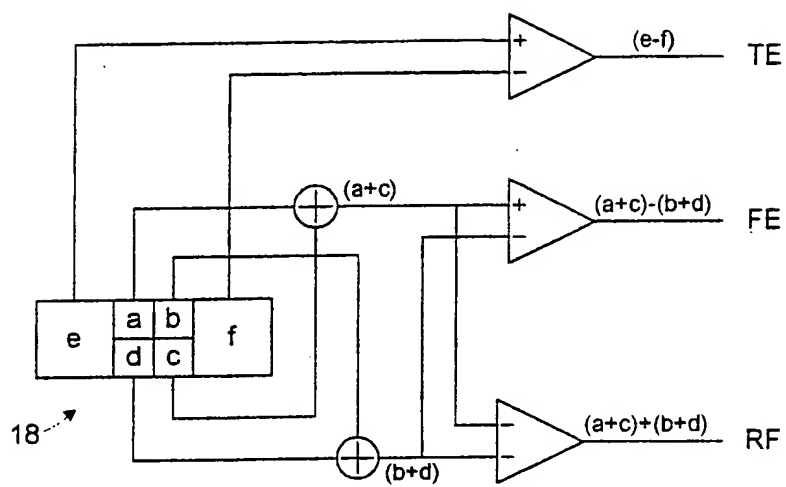 (e-f) TE
+
−
(a+c)
+ (a+c)-(b+d) FE
−
e a b f
d c
18
− (a+c)+(b+d) RF
−
(b+d)